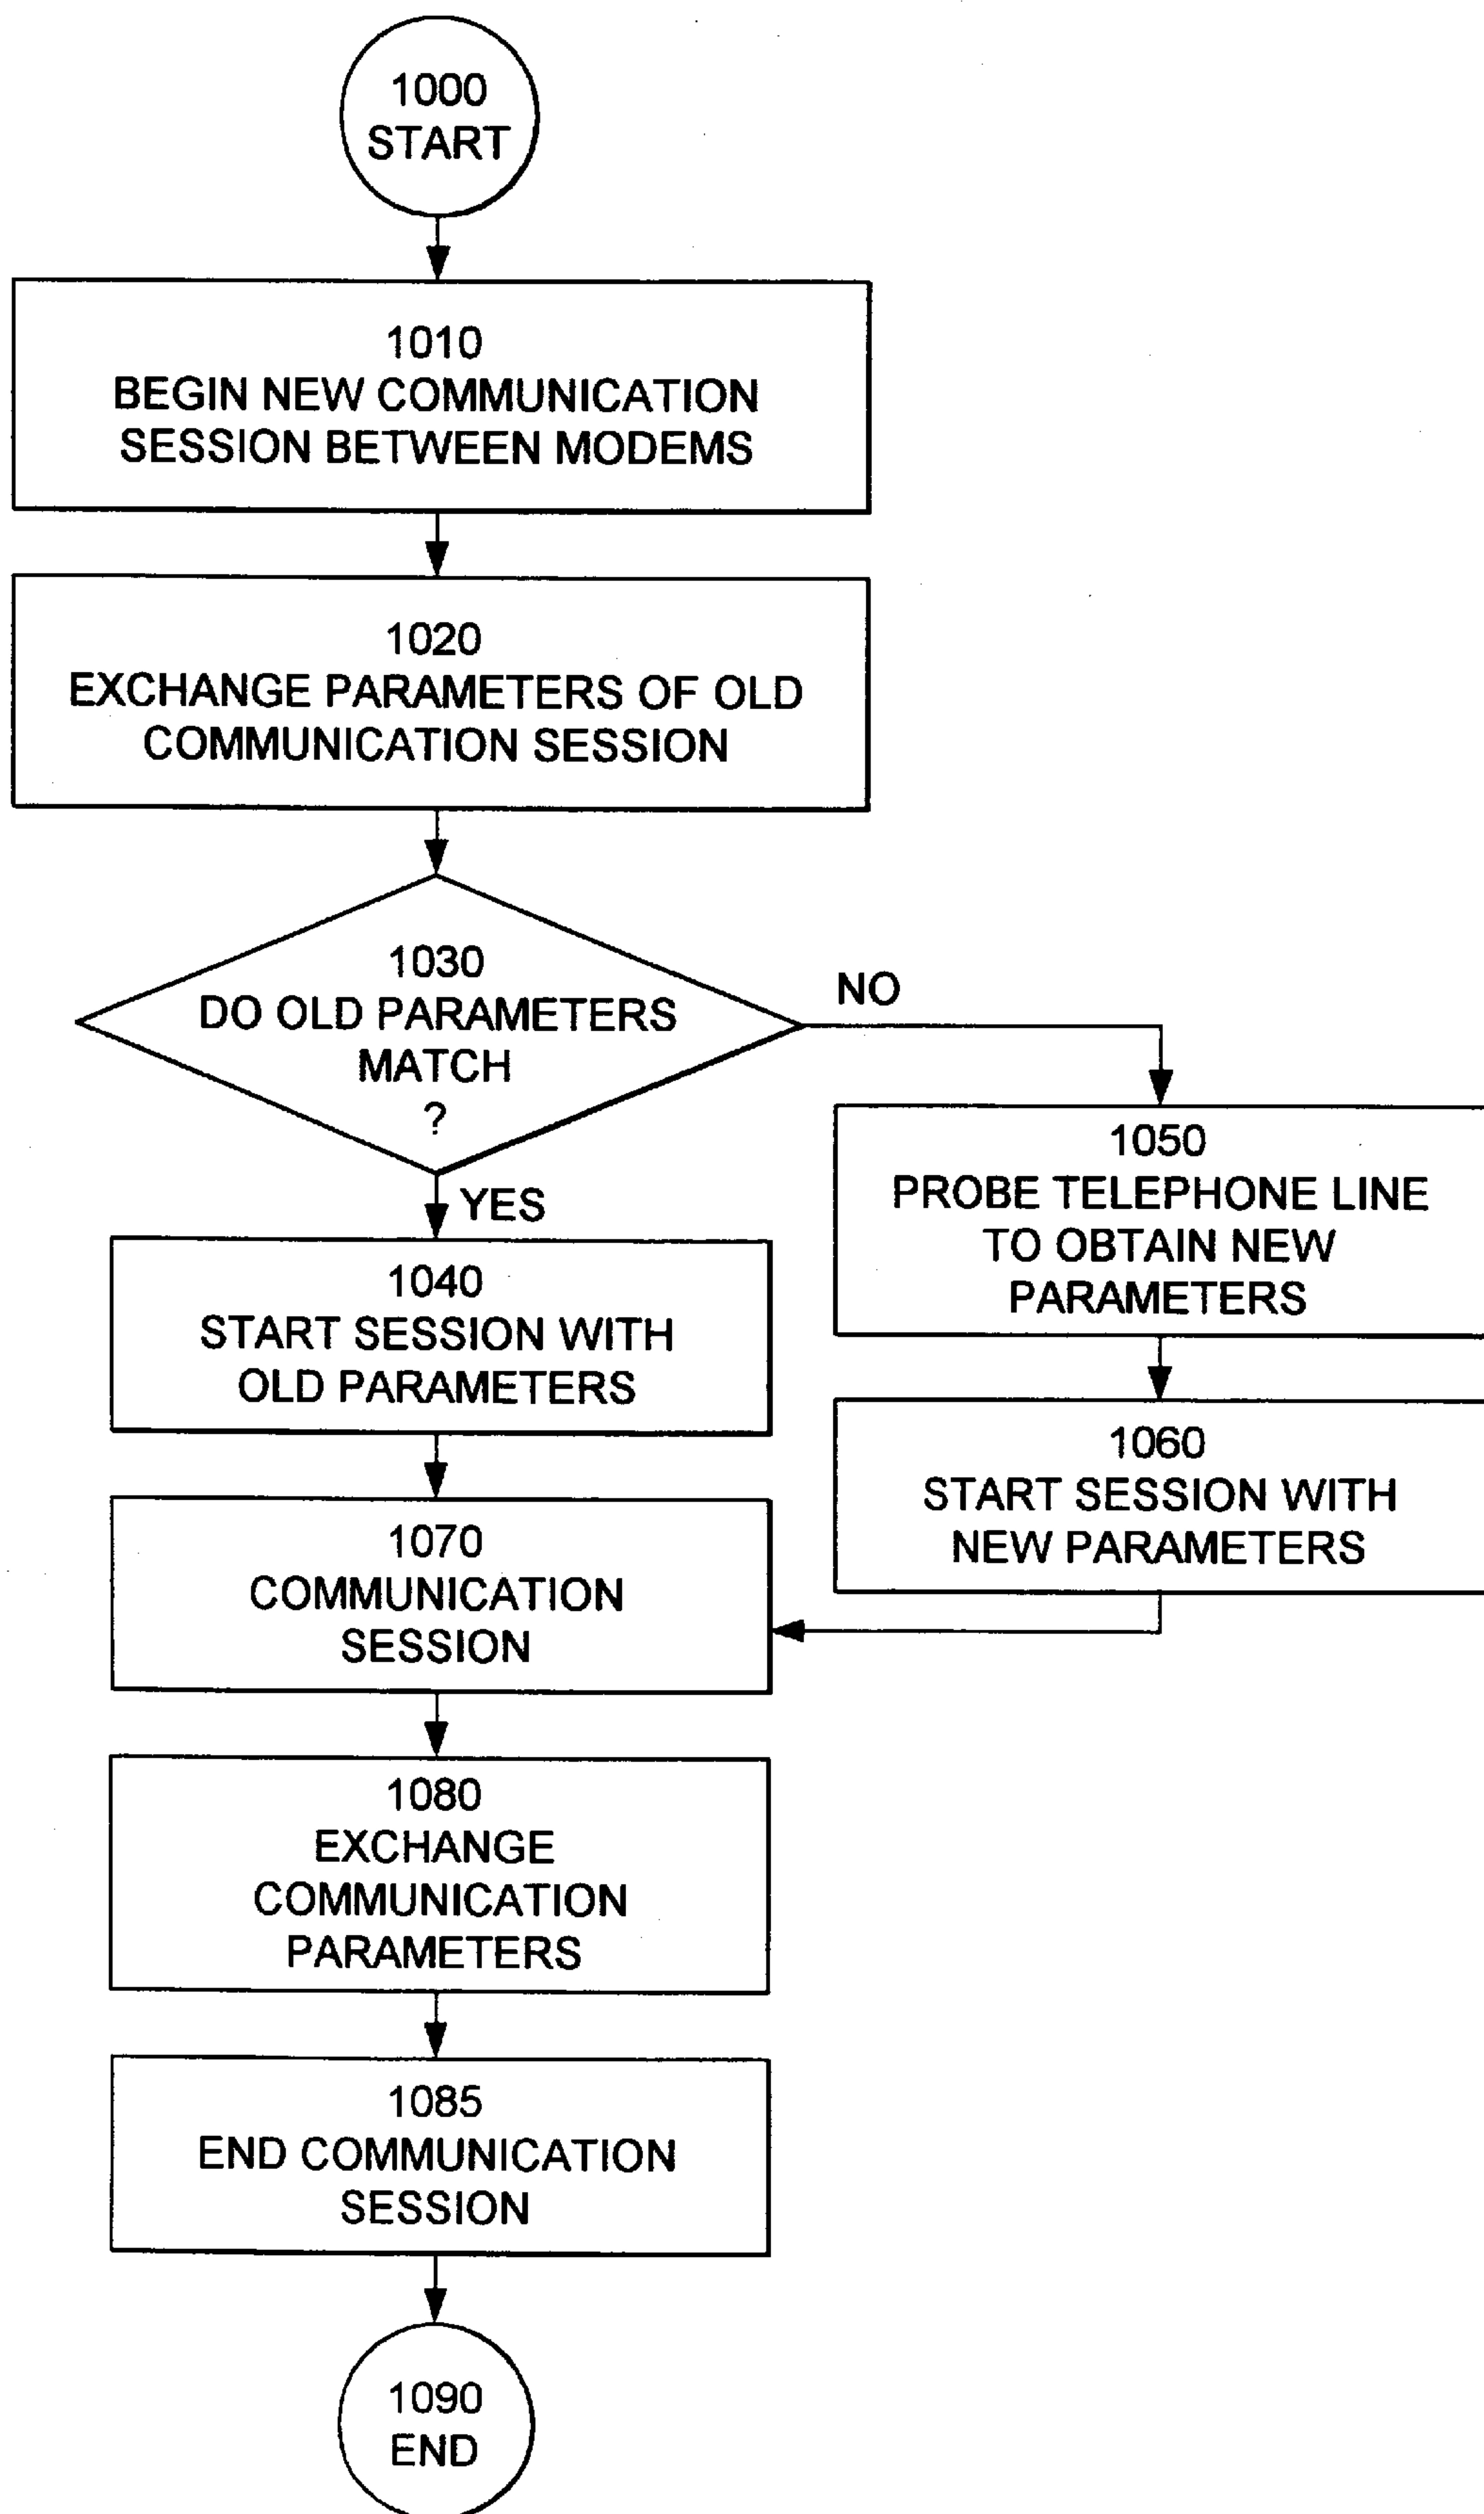 1000
START
1010
BEGIN NEW COMMUNICATION
SESSION BETWEEN MODEMS
1020
EXCHANGE PARAMETERS OF OLD
COMMUNICATION SESSION
1030
DO OLD PARAMETERS
MATCH
?
NO
YES
1050
PROBE TELEPHONE LINE
TO OBTAIN NEW
PARAMETERS
1040
START SESSION WITH
OLD PARAMETERS
1060
START SESSION WITH
NEW PARAMETERS
1070
COMMUNICATION
SESSION
1080
EXCHANGE
COMMUNICATION
PARAMETERS
1085
END COMMUNICATION
SESSION
1090
END